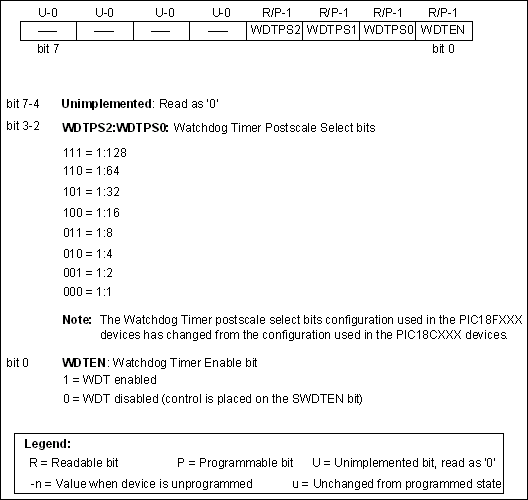 U-0 U-0 U-0 U-0 R/P-1 R/P-1 R/P-1 R/P-1
— — — — WDTPS2 WDTPS1 WDTPS0 WDTEN
bit 7 bit 0
bit 7-4 Unimplemented: Read as '0'
bit 3-2 WDTPS2:WDTPS0: Watchdog Timer Postscale Select bits
111 = 1:128
110 = 1:64
101 = 1:32
100 = 1:16
011 = 1:8
010 = 1:4
001 = 1:2
000 = 1:1
Note: The Watchdog Timer postscale select bits configuration used in the PIC18FXXX
devices has changed from the configuration used in the PIC18CXXX devices.
bit 0 WDTEN: Watchdog Timer Enable bit
1 = WDT enabled
0 = WDT disabled (control is placed on the SWDTEN bit)
Legend:
R = Readable bit P = Programmable bit U = Unimplemented bit, read as '0'
-n = Value when device is unprogrammed u = Unchanged from programmed state